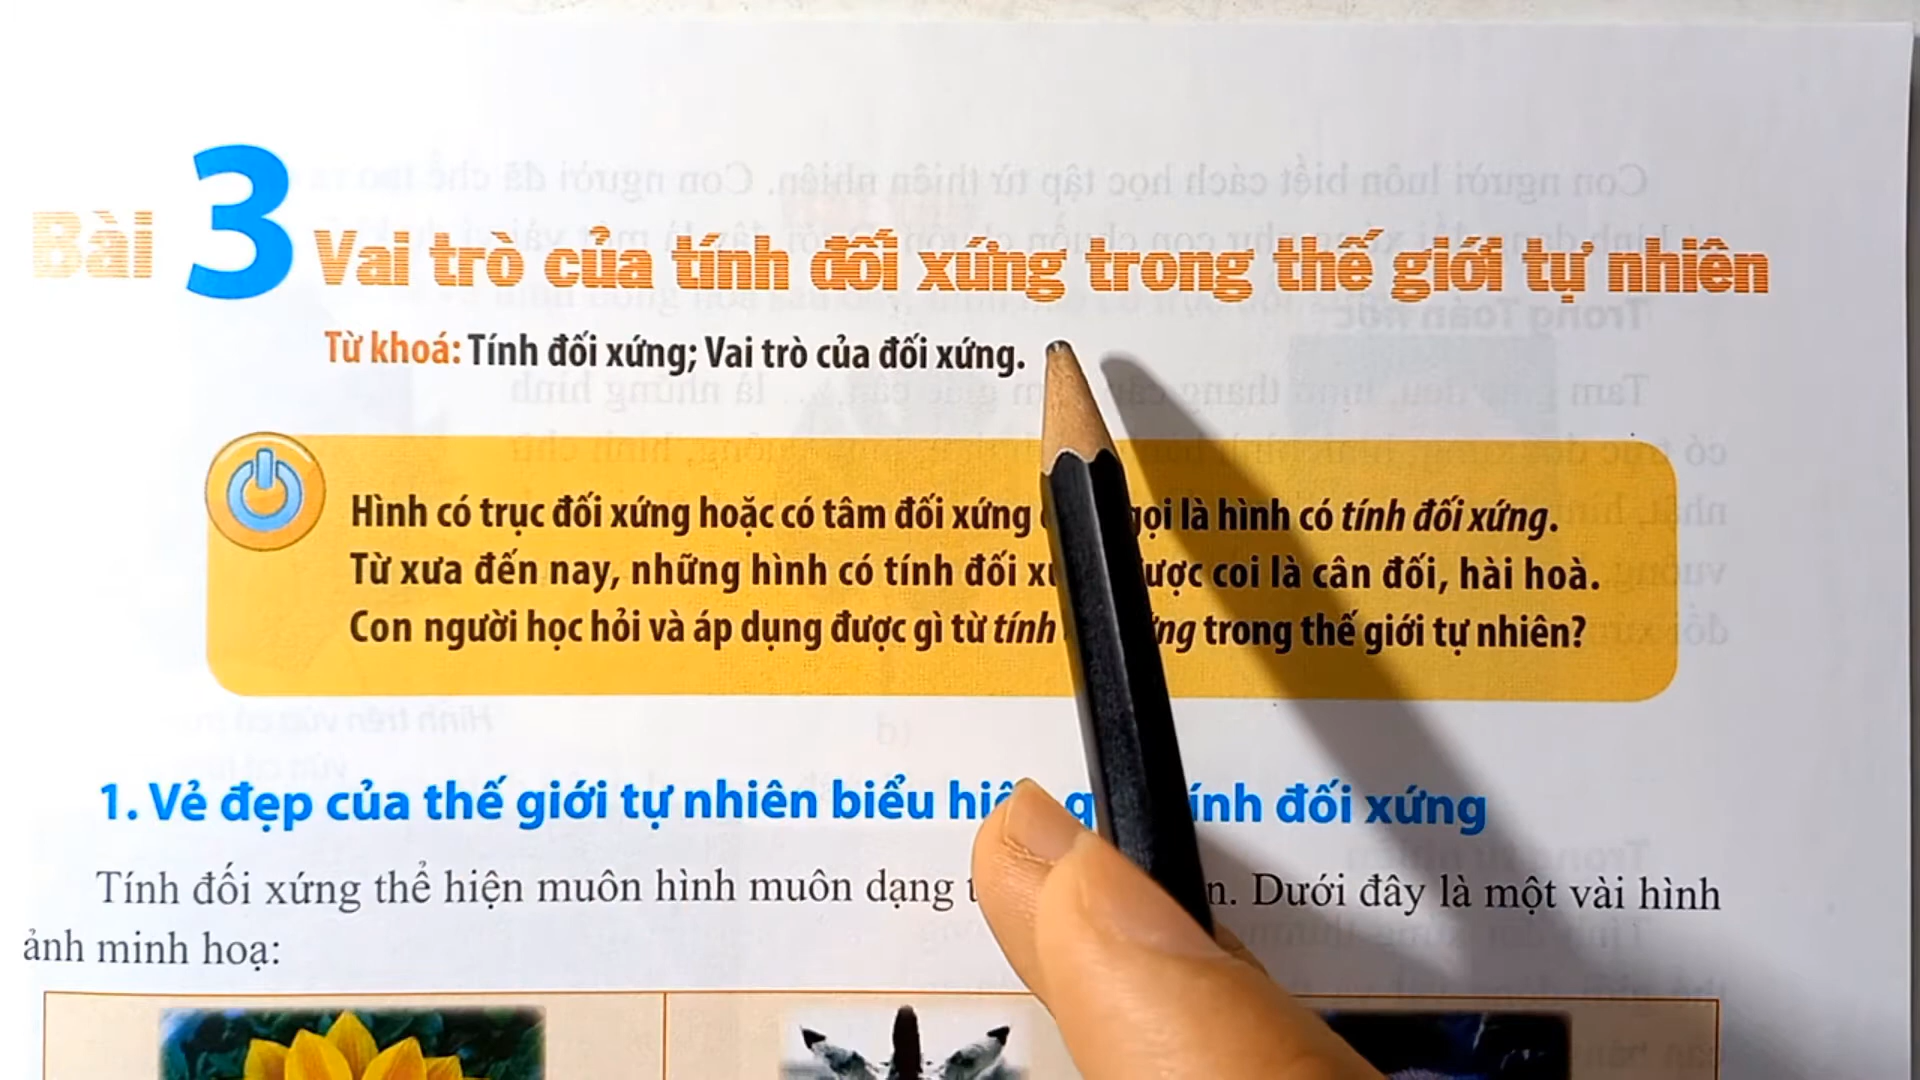 Bài 3 Vai trò của tính đối xứng trong thế giới tự nhiên
Từ khoá: Tính đối xứng; Vai trò của đối xứng.
Hình có trục đối xứng hoặc có tâm đối xứng gọi là hình có tính đối xứng.
Từ xưa đến nay, những hình có tính đối xứng được coi là cân đối, hài hoà.
Con người học hỏi và áp dụng được gì từ tính đối xứng trong thế giới tự nhiên?
1. Vẻ đẹp của thế giới tự nhiên biểu hiện qua tính đối xứng
Tính đối xứng thể hiện muôn hình muôn dạng Dưới đây là một vài hình
ảnh minh hoạ: